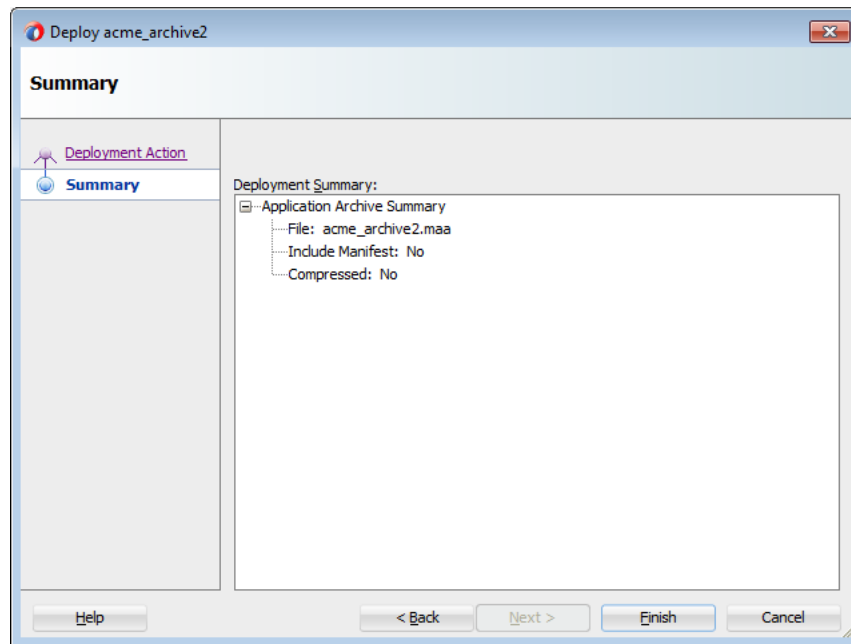 Deploy acme_archive2
Summary
Deployment Action
Summary
Deployment Summary:
Application Archive Summary
File: acme_archive2.maa
Include Manifest: No
Compressed: No
Help
< Back
Next >
Finish
Cancel